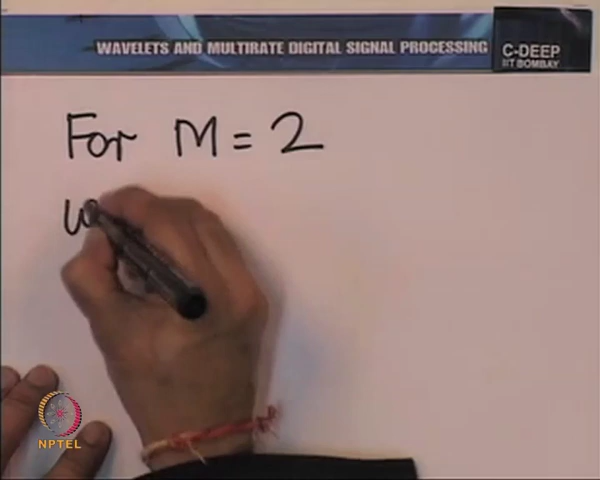 WAVELETS AND MULTIRATE DIGITAL SIGNAL PROCESSING
C-DEEP
IIT BOMBAY
For M = 2
NPTEL